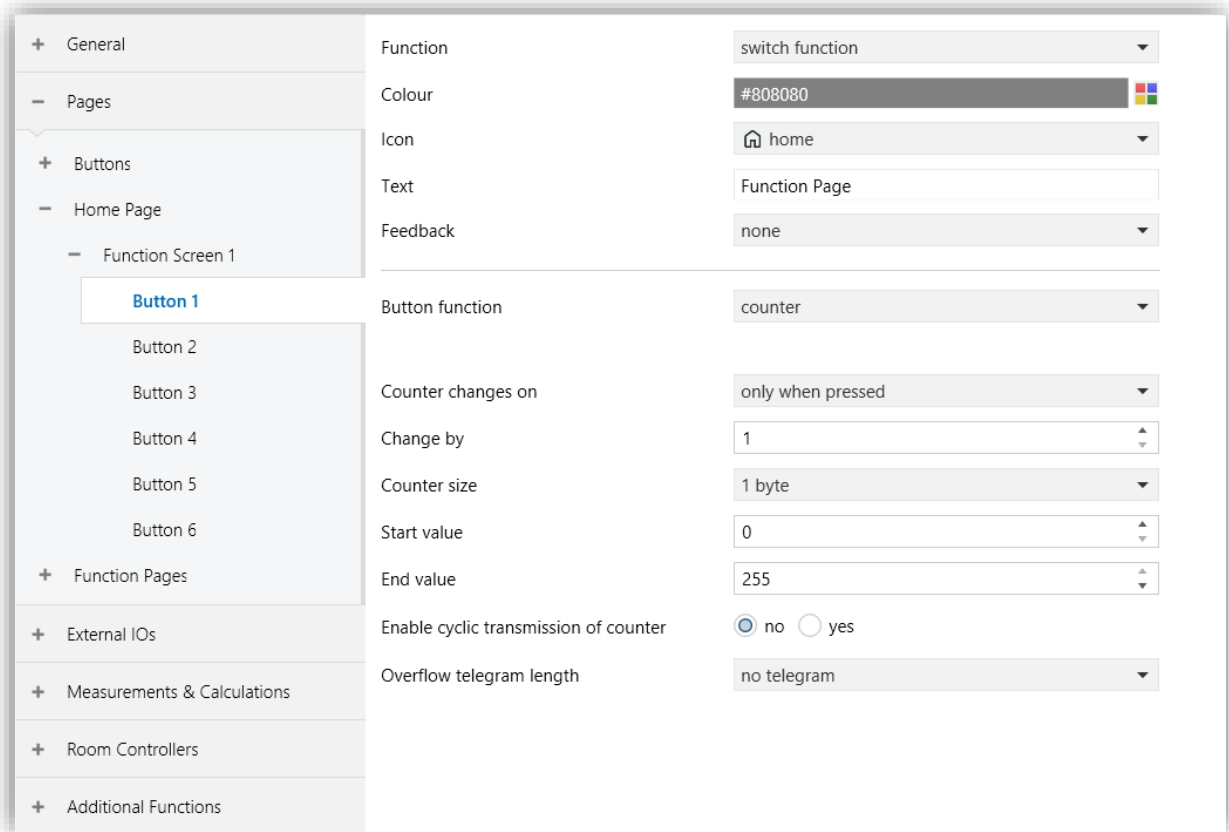 General
Pages
Buttons
Home Page
Function Screen 1
Button 1
Button 2
Button 3
Button 4
Button 5
Button 6
Function Pages
External IOs
Measurements & Calculations
Room Controllers
Additional Functions
Function switch function
Colour #808080
Icon home
Text Function Page
Feedback none
Button function counter
Counter changes on only when pressed
Change by 1
Counter size 1 byte
Start value 0
End value 255
Enable cyclic transmission of counter no yes
Overflow telegram length no telegram